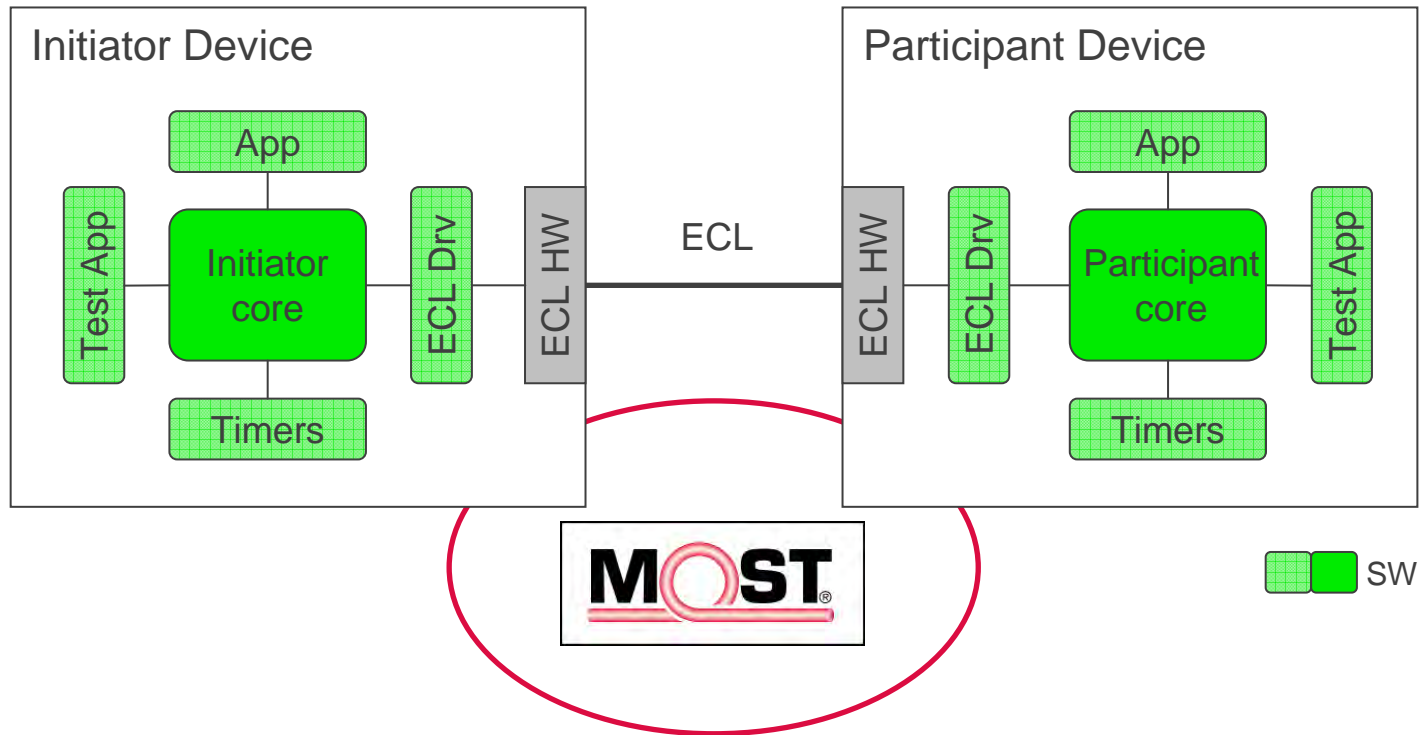 Initiator Device
App
Test App
Initiator
core
ECL Drv
ECL HW
Timers
ECL
Participant Device
App
ECL HW
ECL Drv
Participant
core
Test App
Timers
MOST®
SW